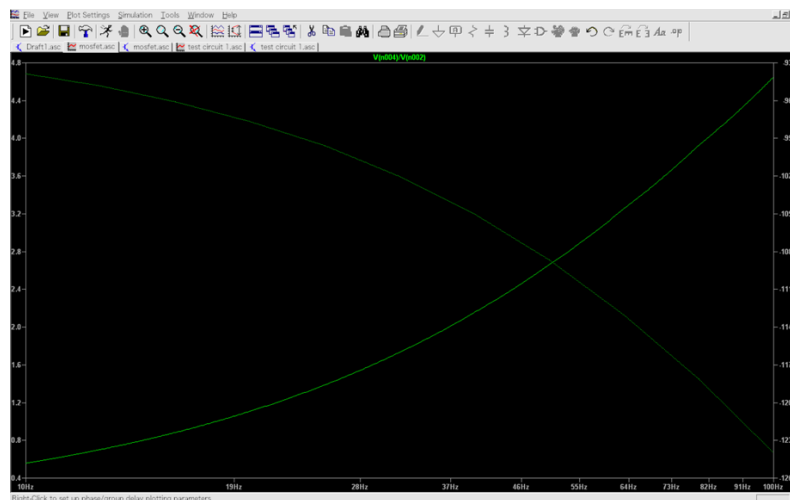 File View Plot Settings Simulation Tools Window Help
Draft1.asc mosfet.asc mosfet.asc test circuit 1.asc test circuit 1.asc
V(n004)/V(n002)
4.8
4.4
4.0
3.6
3.2
2.8
2.4
2.0
1.6
1.2
0.8
0.4
10Hz 19Hz 28Hz 37Hz 46Hz 55Hz 64Hz 73Hz 82Hz 91Hz 100Hz
Right-Click to set up phase/group delay plotting parameters